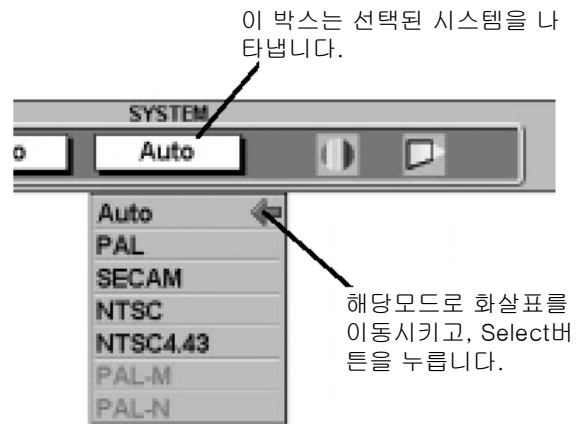 이 박스는 선택된 시스템을 나
타냅니다.
SYSTEM
o
Auto
Auto
PAL
SECAM
NTSC
NTSC4.43
PAL-M
PAL-N
해당모드로 화살표를
이동시키고, Select버
튼을 누릅니다.